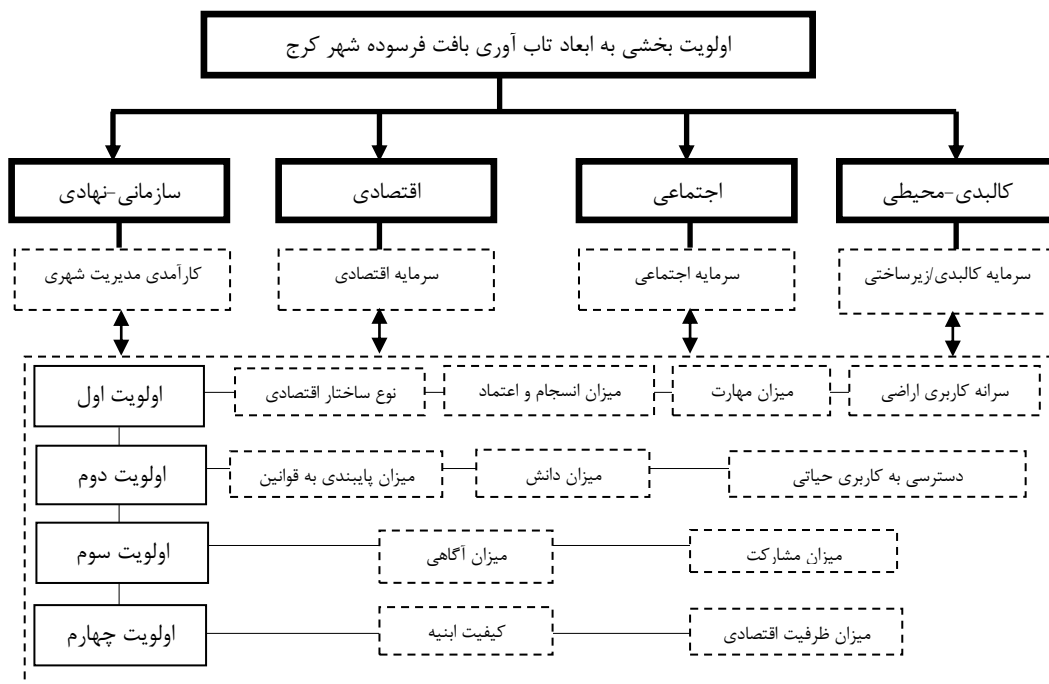 اولویت بخشی به ابعاد تاب آوری بافت فرسوده شهر کرج
کالبدی-محیطی
اجتماعی
اقتصادی
سازمانی-نهادی
سرمایه کالبدی/زیرساختی
سرمایه اجتماعی
سرمایه اقتصادی
کارآمدی مدیریت شهری
اولویت اول
نوع ساختار اقتصادی
میزان انسجام و اعتماد
میزان مهارت
سرانه کاربری اراضی
اولویت دوم
میزان پایبندی به قوانین
میزان دانش
دسترسی به کاربری حیاتی
اولویت سوم
میزان آگاهی
میزان مشارکت
اولویت چهارم
کیفیت ابنیه
میزان ظرفیت اقتصادی